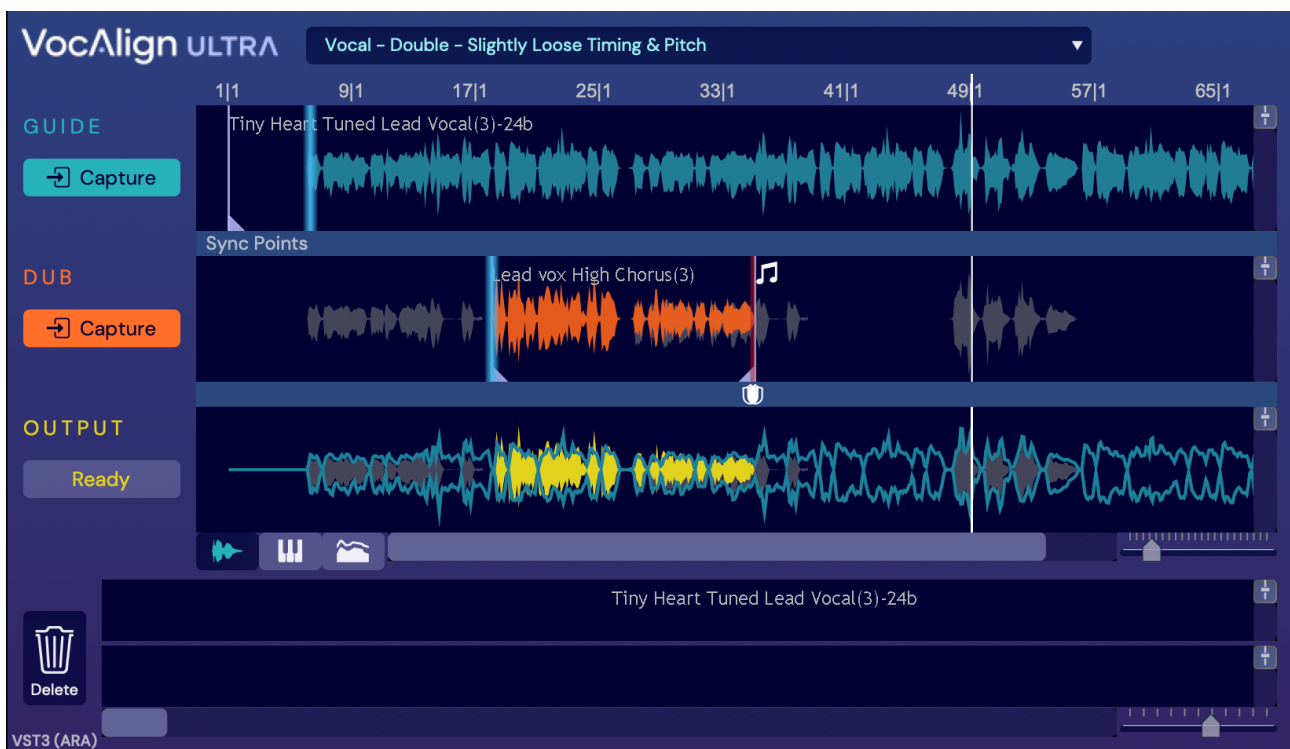 VocAlign ULTRA
Vocal - Double - Slightly Loose Timing & Pitch
1|1 9|1 17|1 25|1 33|1 41|1 49|1 57|1 65|1
GUIDE
Tiny Heart Tuned Lead Vocal(3)-24b
Capture
Sync Points
DUB
Lead vox High Chorus(3)
Capture
OUTPUT
Ready
Tiny Heart Tuned Lead Vocal(3)-24b
Delete
VST3 (ARA)